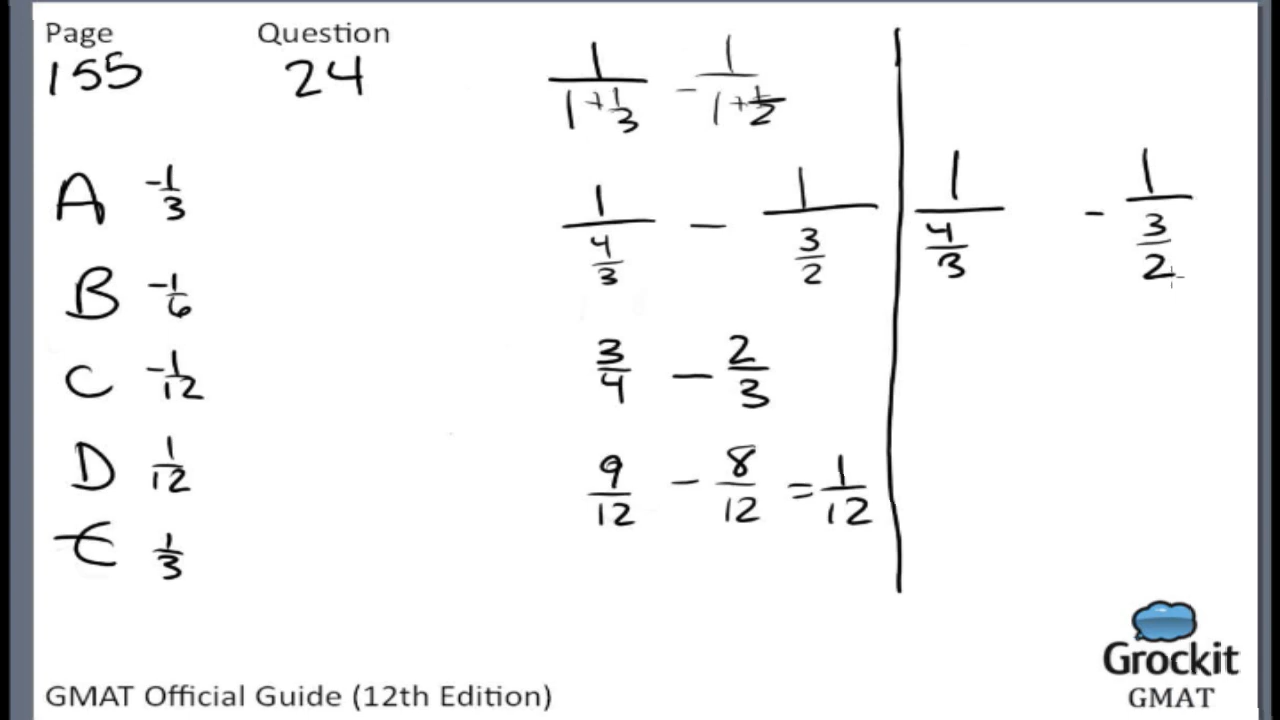 Page Question
155 24
1/(1+1/3) - 1/(1+1/2)
A -1/3
1/(4/3) - 1/(3/2)
1/(4/3) - 1/(3/2)
B -1/6
C -1/12
3/4 - 2/3
D 1/12
9/12 - 8/12 = 1/12
E 1/3
Grockit
GMAT
GMAT Official Guide (12th Edition)